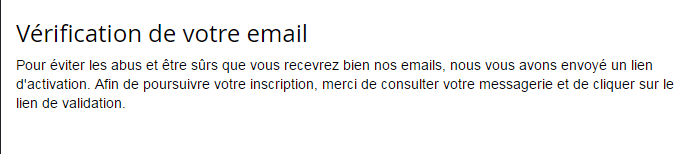 Vérification de votre email
Pour éviter les abus et être sûrs que vous recevrez bien nos emails, nous vous avons envoyé un lien
d'activation. Afin de poursuivre votre inscription, merci de consulter votre messagerie et de cliquer sur le
lien de validation.